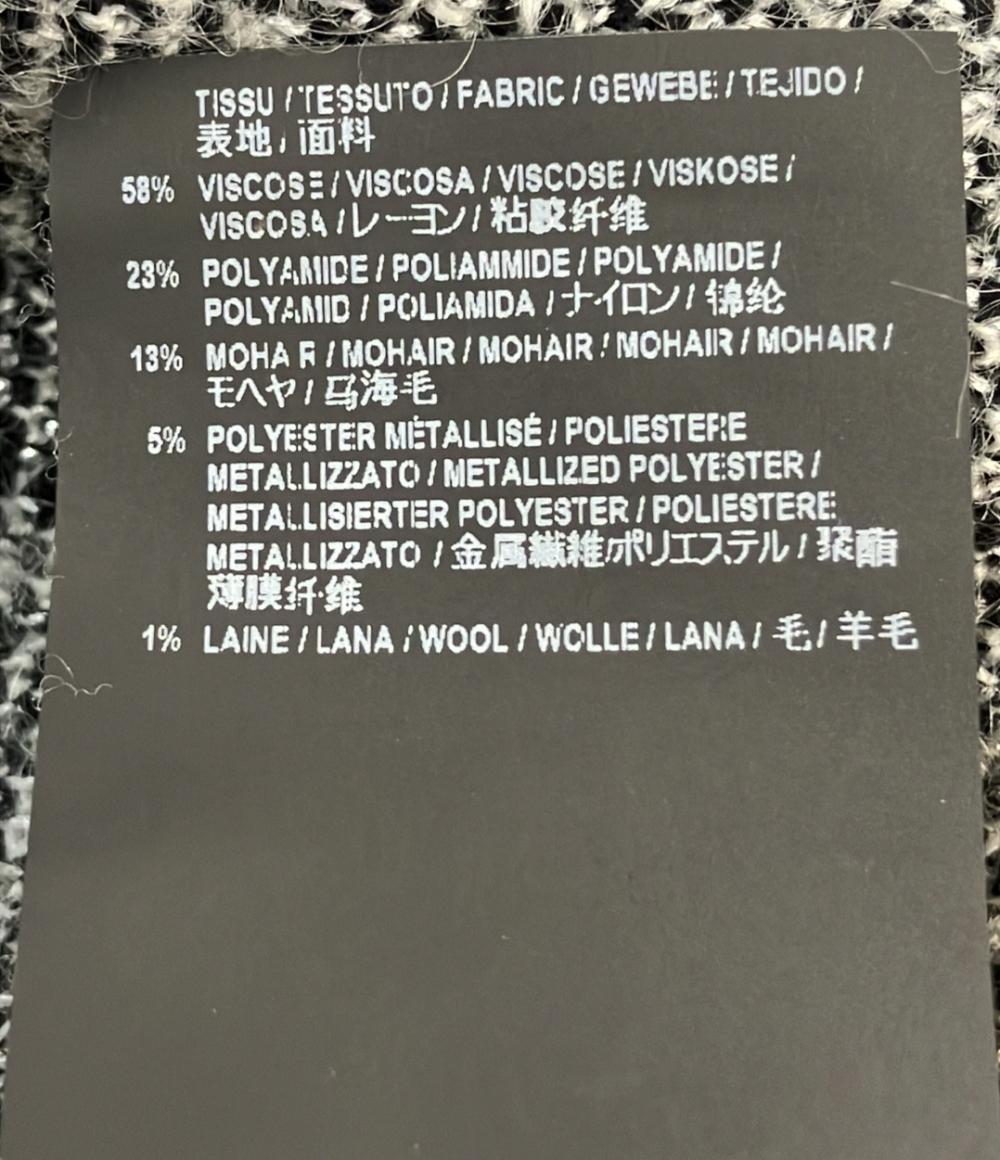 TISSU / TESSUTO / FABRIC / GEWEBE / TEJIDO /
表地 / 面料
58% VISCOSE / VISCOSA / VISCOSE / VISKOSE /
VISCOSA / レーヨン / 粘胶纤维
23% POLYAMIDE / POLIAMMIDE / POLYAMIDE /
POLYAMID / POLIAMIDA / ナイロン / 锦纶
13% MOHAIR / MOHAIR / MOHAIR / MOHAIR / MOHAIR /
モヘヤ / 马海毛
5% POLYESTER MÉTALLISÉ / POLIESTERE
METALLIZZATO / METALLIZED POLYESTER /
METALLISIERTER POLYESTER / POLIESTERE
METALLIZZATO / 金属繊維/ポリエステル / 聚酯
薄膜纤维
1% LAINE / LANA / WOOL / WOLLE / LANA / 毛 / 羊毛